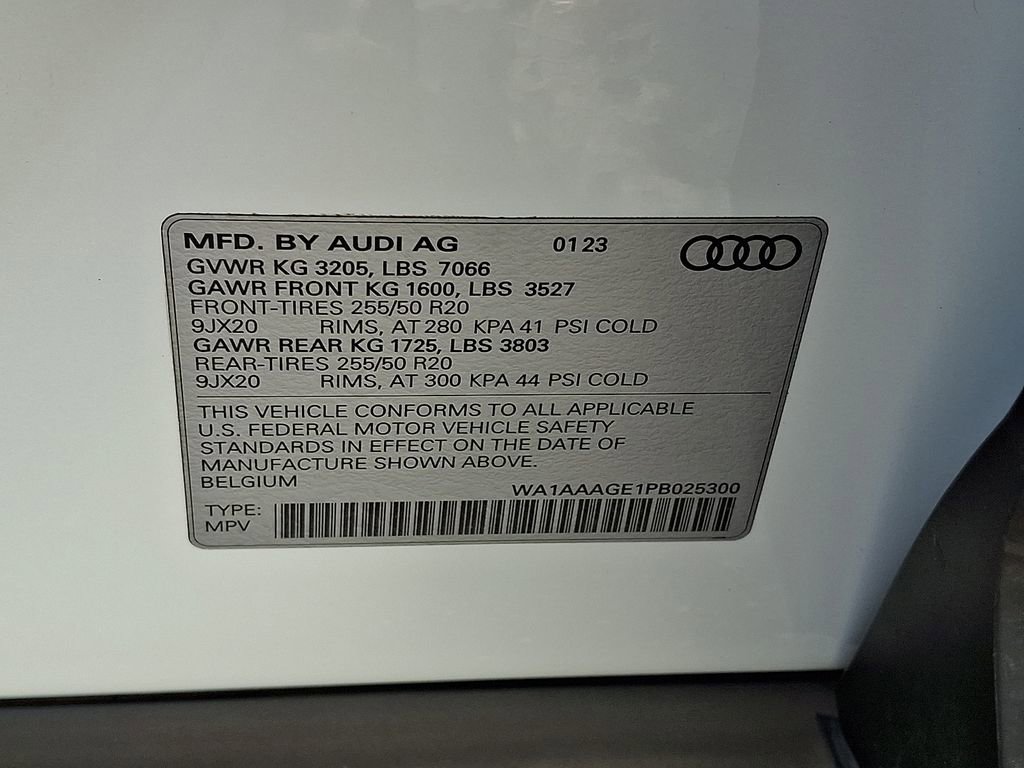 MFD. BY AUDI AG 01 23
GVWR KG 3205, LBS 7066
GAWR FRONT KG 1600, LBS 3527
FRONT-TIRES 255/50 R20
9JX20 RIMS, AT 280 KPA 41 PSI COLD
GAWR REAR KG 1725, LBS 3803
REAR-TIRES 255/50 R20
9JX20 RIMS, AT 300 KPA 44 PSI COLD
THIS VEHICLE CONFORMS TO ALL APPLICABLE
U.S. FEDERAL MOTOR VEHICLE SAFETY
STANDARDS IN EFFECT ON THE DATE OF
MANUFACTURE SHOWN ABOVE.
BELGIUM
WA1AAAGE1PB025300
TYPE:
MPV